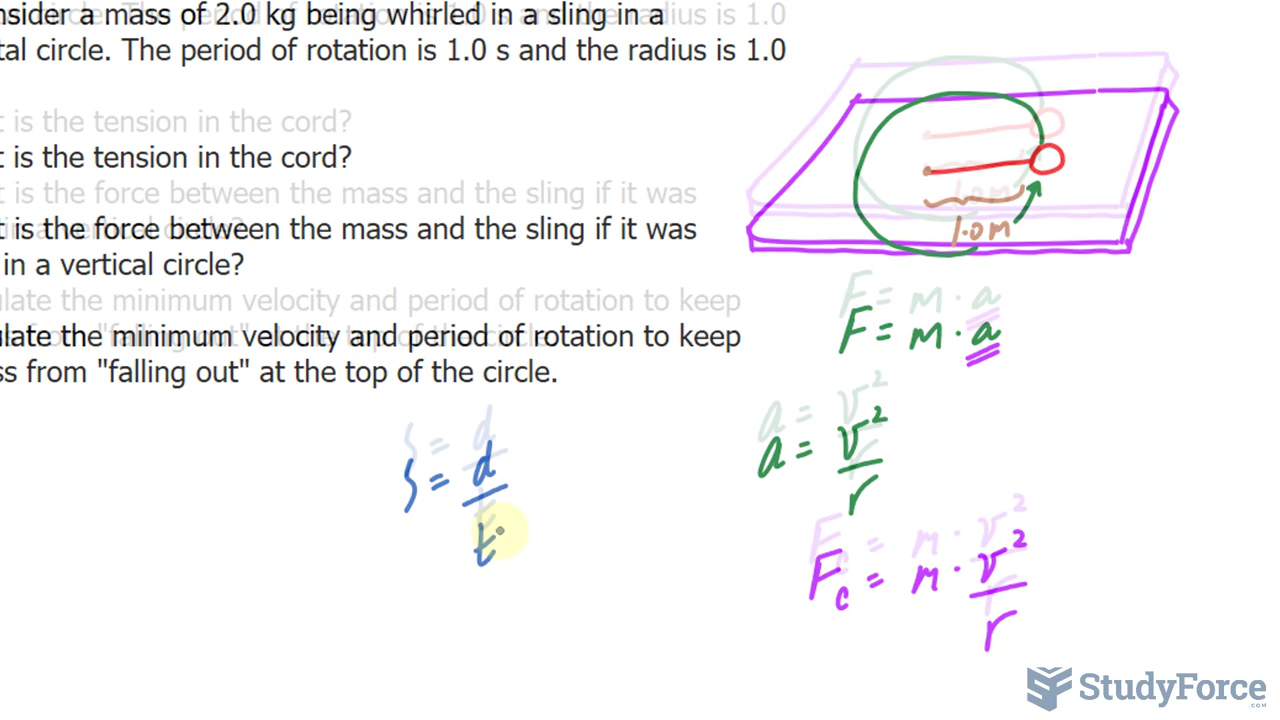 nsider a mass of 2.0 kg being whirled in a sling in a
tal circle. The period of rotation is 1.0 s and the radius is 1.0
t is the tension in the cord?
t is the force between the mass and the sling if it was
in a vertical circle?
ulate the minimum velocity and period of rotation to keep
ss from "falling out" at the top of the circle.
1.0 m
F = m · a
a = v²
r
s = d
t
Fc = m · v²
r
StudyForce
.COM